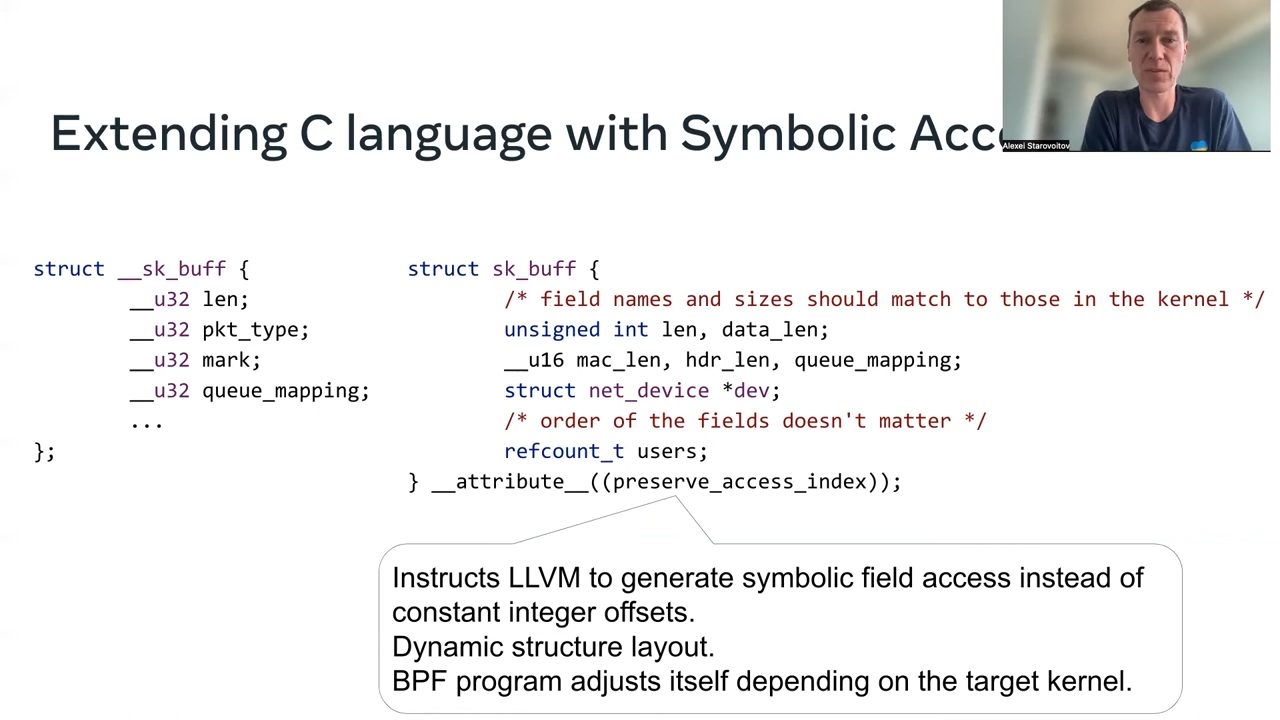 Extending C language with Symbolic Acce
Alexei Starovoitov
struct __sk_buff {
__u32 len;
__u32 pkt_type;
__u32 mark;
__u32 queue_mapping;
...
};
struct sk_buff {
/* field names and sizes should match to those in the kernel */
unsigned int len, data_len;
__u16 mac_len, hdr_len, queue_mapping;
struct net_device *dev;
/* order of the fields doesn't matter */
refcount_t users;
} __attribute__((preserve_access_index));
Instructs LLVM to generate symbolic field access instead of
constant integer offsets.
Dynamic structure layout.
BPF program adjusts itself depending on the target kernel.